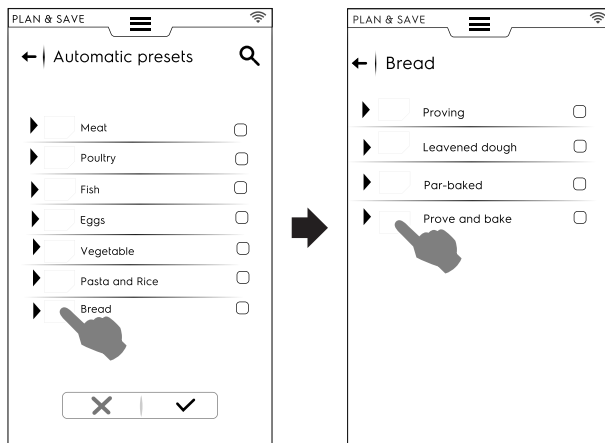 PLAN & SAVE
Automatic presets
Meat
Poultry
Fish
Eggs
Vegetable
Pasta and Rice
Bread
PLAN & SAVE
Bread
Proving
Leavened dough
Par-baked
Prove and bake